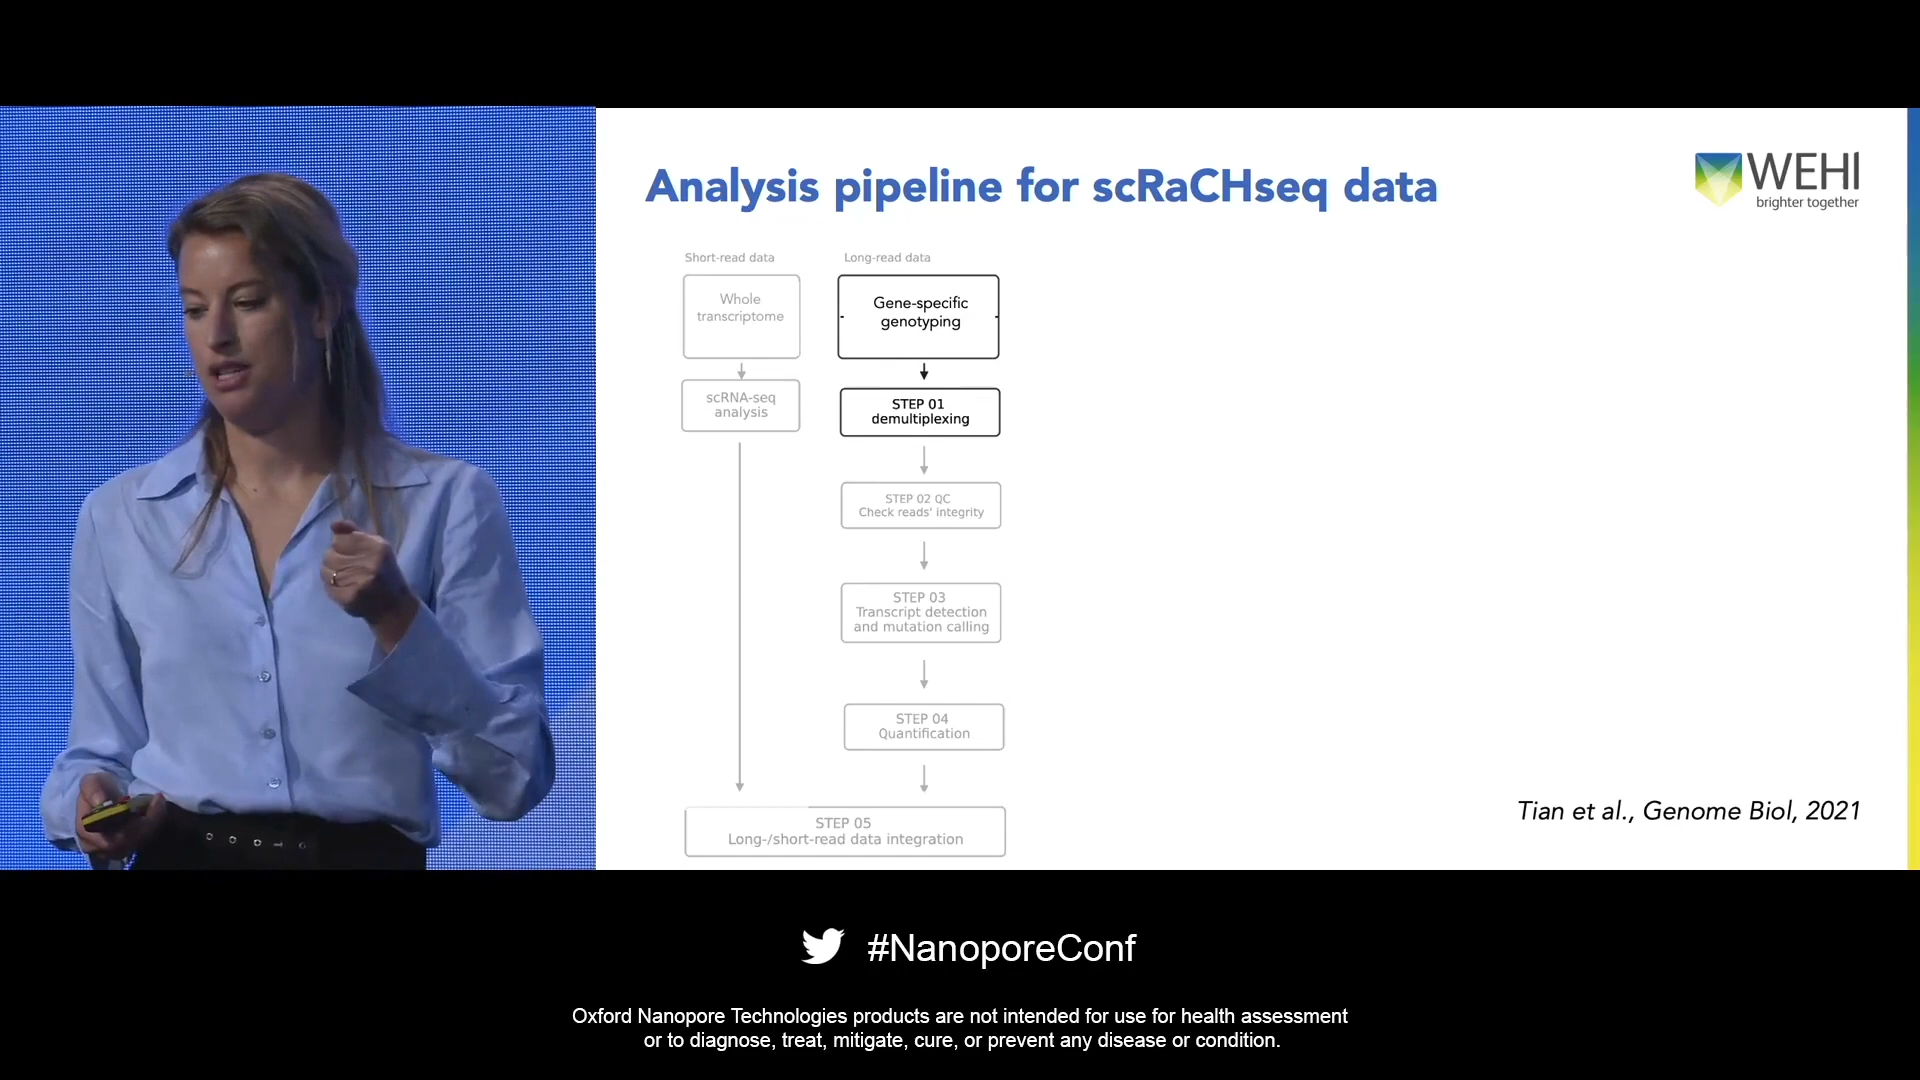 Analysis pipeline for scRaCHseq data
WEHI
brighter together
Short-read data
Long-read data
Whole
transcriptome
Gene-specific
genotyping
scRNA-seq
analysis
STEP 01
demultiplexing
STEP 02 QC
Check reads' integrity
STEP 03
Transcript detection
and mutation calling
STEP 04
Quantification
STEP 05
Long-/short-read data integration
Tian et al., Genome Biol, 2021
#NanoporeConf
Oxford Nanopore Technologies products are not intended for use for health assessment
or to diagnose, treat, mitigate, cure, or prevent any disease or condition.